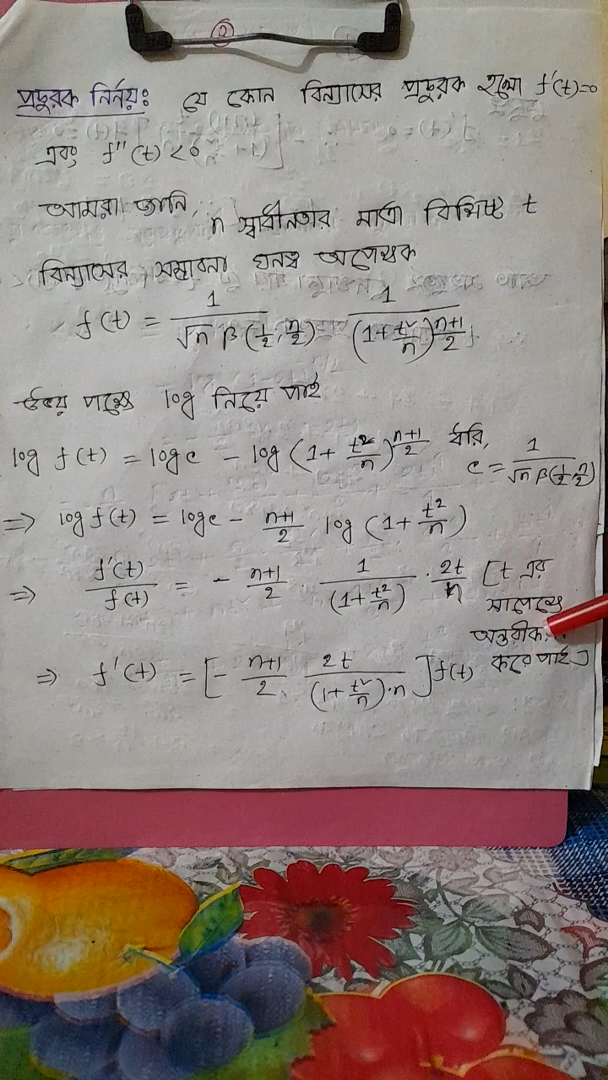 ২
প্রচুরক নির্নয়ঃ যে কোন বিন্যাসের প্রচুরক হলো f'(t)=0
এবং f''(t) < 0
আমরা জানি, n স্বাধীনতার মাত্রা বিশিষ্ট t
বিন্যাসের সম্ভাবনা ঘনত্ব অপেক্ষক
f(t) = 1/(√n β(1/2, n/2)) · 1/(1+t²/n)^((n+1)/2)
উভয় পক্ষে log নিয়ে পাই
log f(t) = log c - log (1+ t²/n)^((n+1)/2) ধরি, c = 1/(√n β(1/2, n/2))
=> log f(t) = log c - (n+1)/2 log (1+ t²/n)
=> f'(t)/f(t) = - (n+1)/2 · 1/(1+t²/n) · 2t/n [t এর
সাপেক্ষে
অন্তরীক
করে পাই]
=> f'(t) = [- (n+1)/2 2t/((1+t²/n)·n)] f(t)